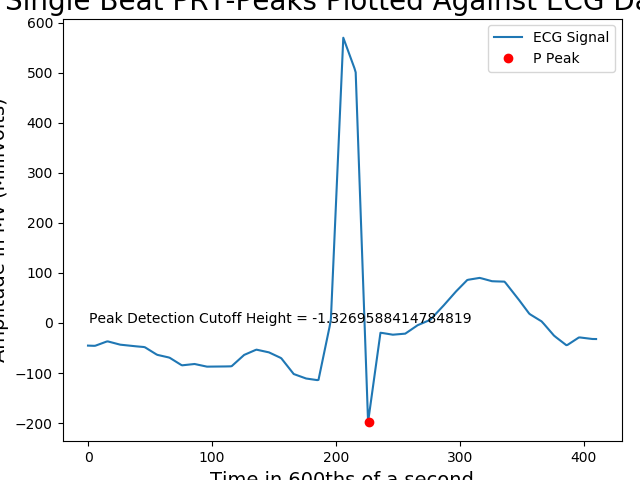 Single Beat PRT-Peaks Plotted Against ECG
ECG Signal
P Peak
Peak Detection Cutoff Height = -1.3269588414784819
600
500
400
300
200
100
0
−100
−200
Amplitude in MV (Millivolts)
0
100
200
300
400
Time in 600ths of a second